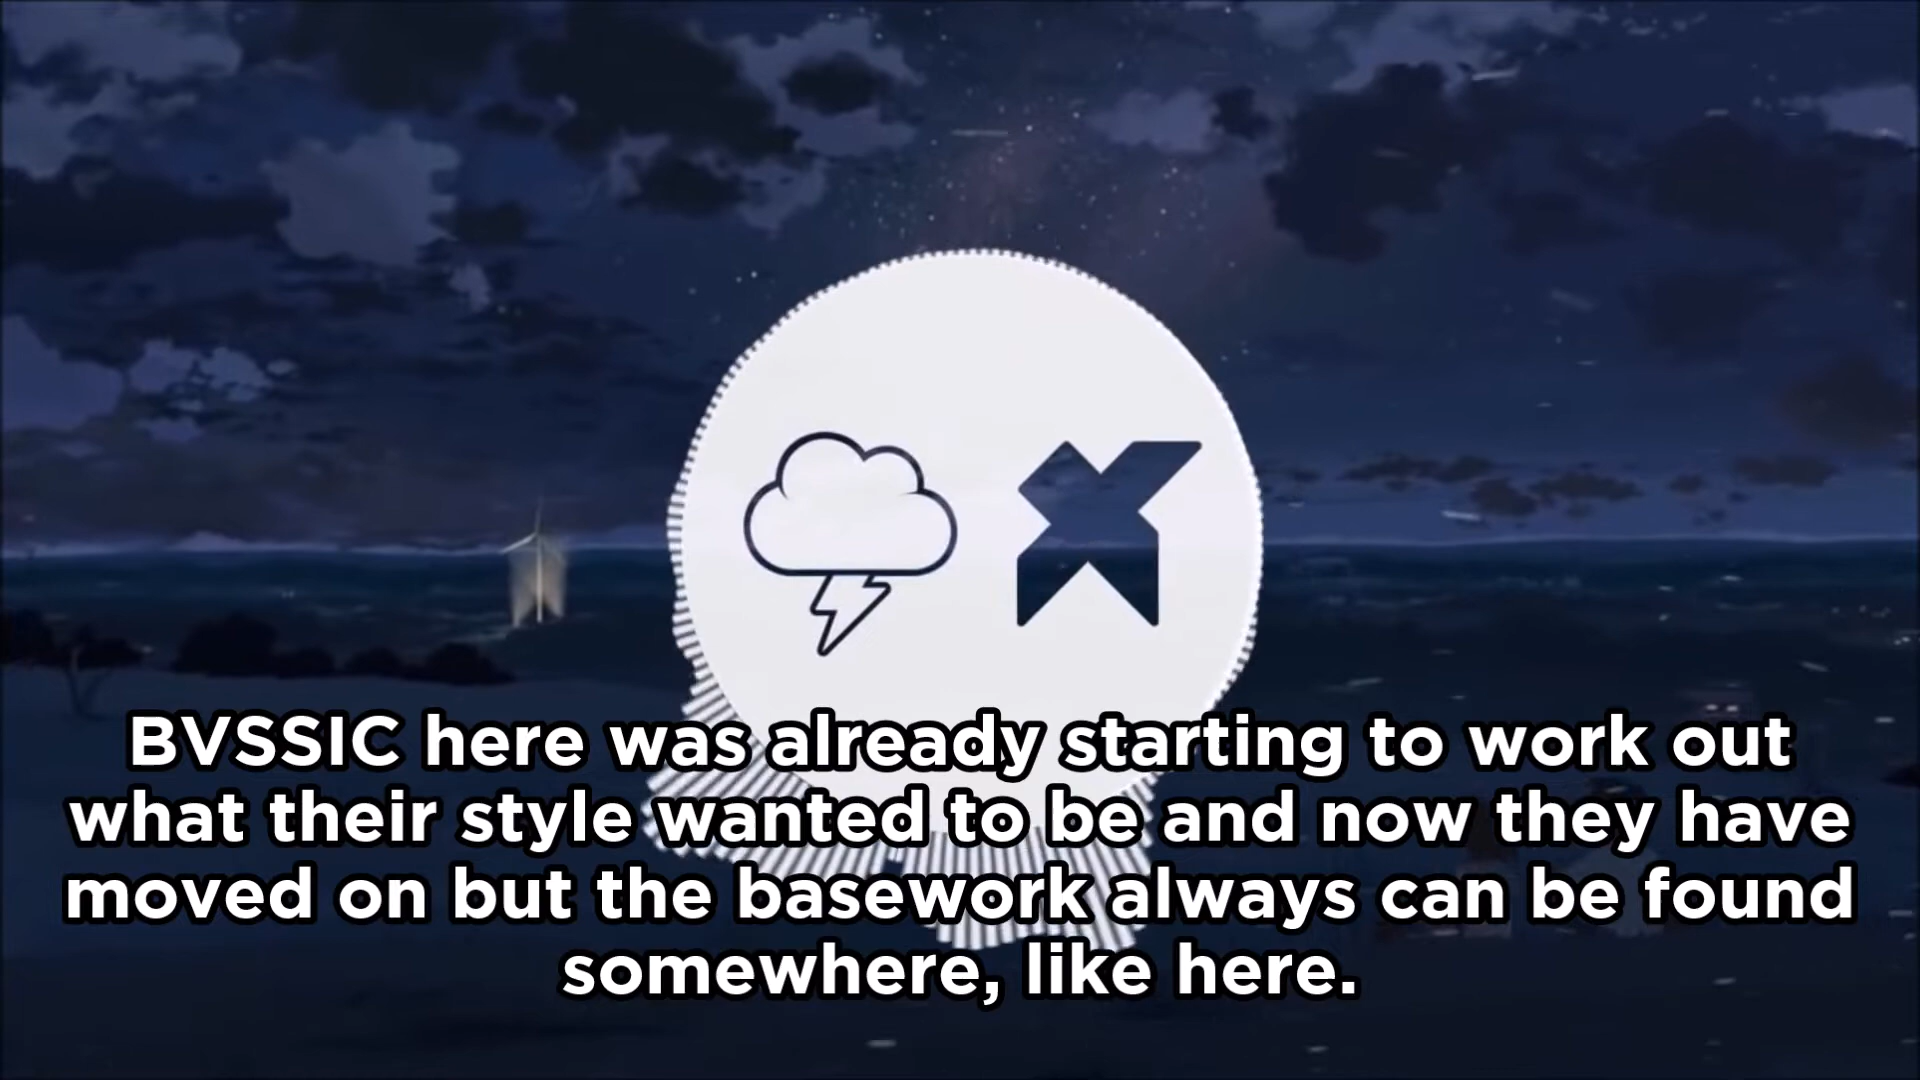 BVSSIC here was already starting to work out
what their style wanted to be and now they have
moved on but the basework always can be found
somewhere, like here.